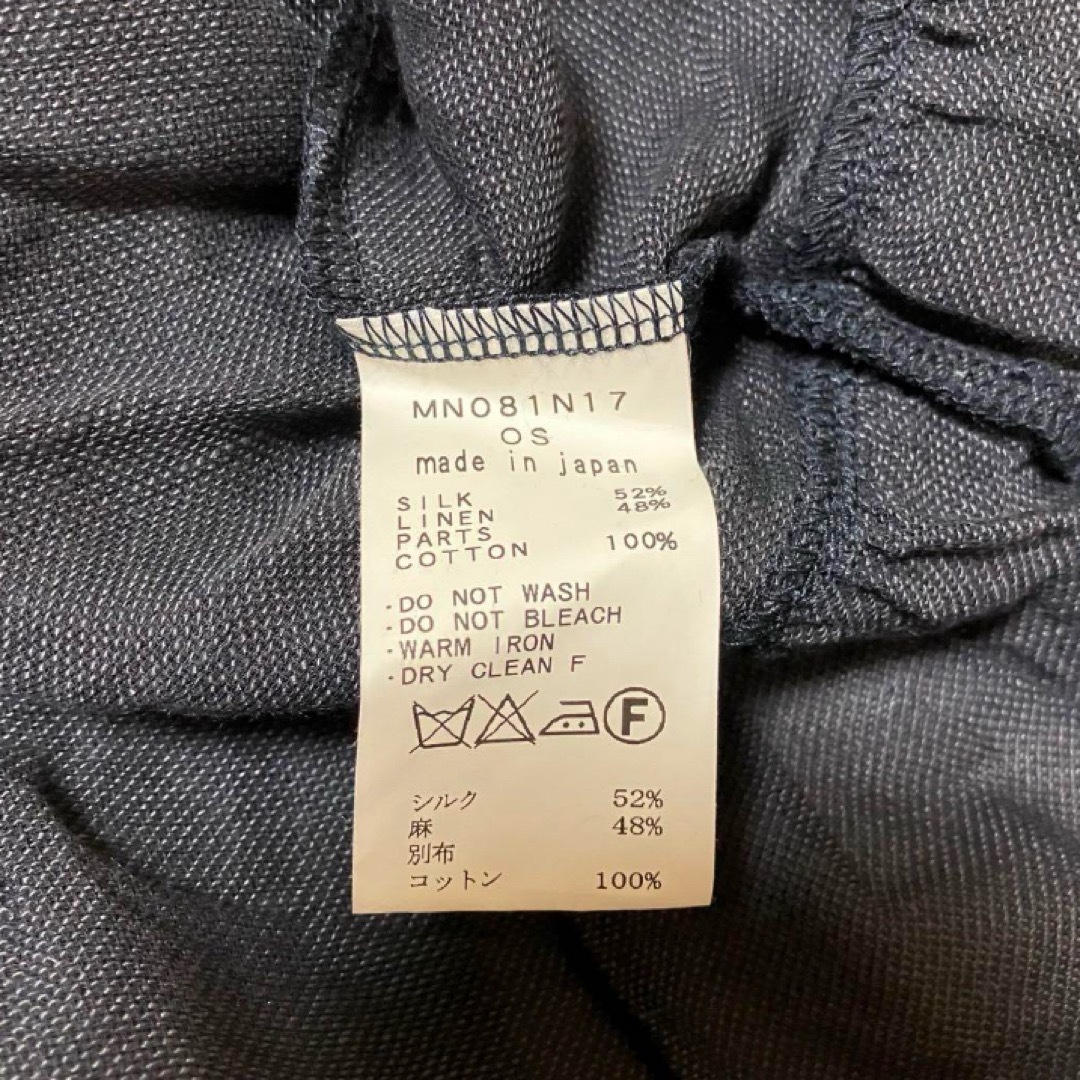 MN081N17
OS
made in japan
SILK 52%
LINEN 48%
PARTS
COTTON 100%
·DO NOT WASH
·DO NOT BLEACH
·WARM IRON
·DRY CLEAN F
F
シルク 52%
麻 48%
別布
コットン 100%